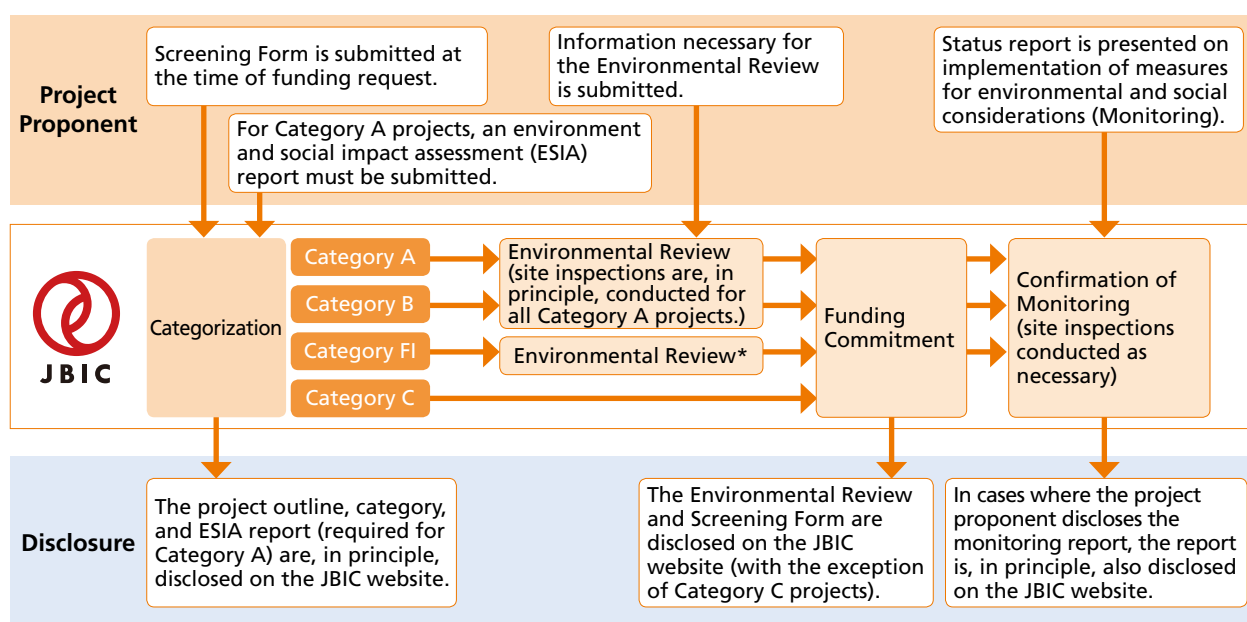 Project
Proponent
Screening Form is submitted at
the time of funding request.
For Category A projects, an environment
and social impact assessment (ESIA)
report must be submitted.
Information necessary for
the Environmental Review
is submitted.
Status report is presented on
implementation of measures
for environmental and social
considerations (Monitoring).
JBIC
Categorization
Category A
Category B
Category FI
Category C
Environmental Review
(site inspections are, in
principle, conducted for
all Category A projects.)
Environmental Review*
Funding
Commitment
Confirmation of
Monitoring
(site inspections
conducted as
necessary)
Disclosure
The project outline, category,
and ESIA report (required for
Category A) are, in principle,
disclosed on the JBIC website.
The Environmental Review
and Screening Form are
disclosed on the JBIC
website (with the exception
of Category C projects).
In cases where the project
proponent discloses the
monitoring report, the report
is, in principle, also disclosed
on the JBIC website.